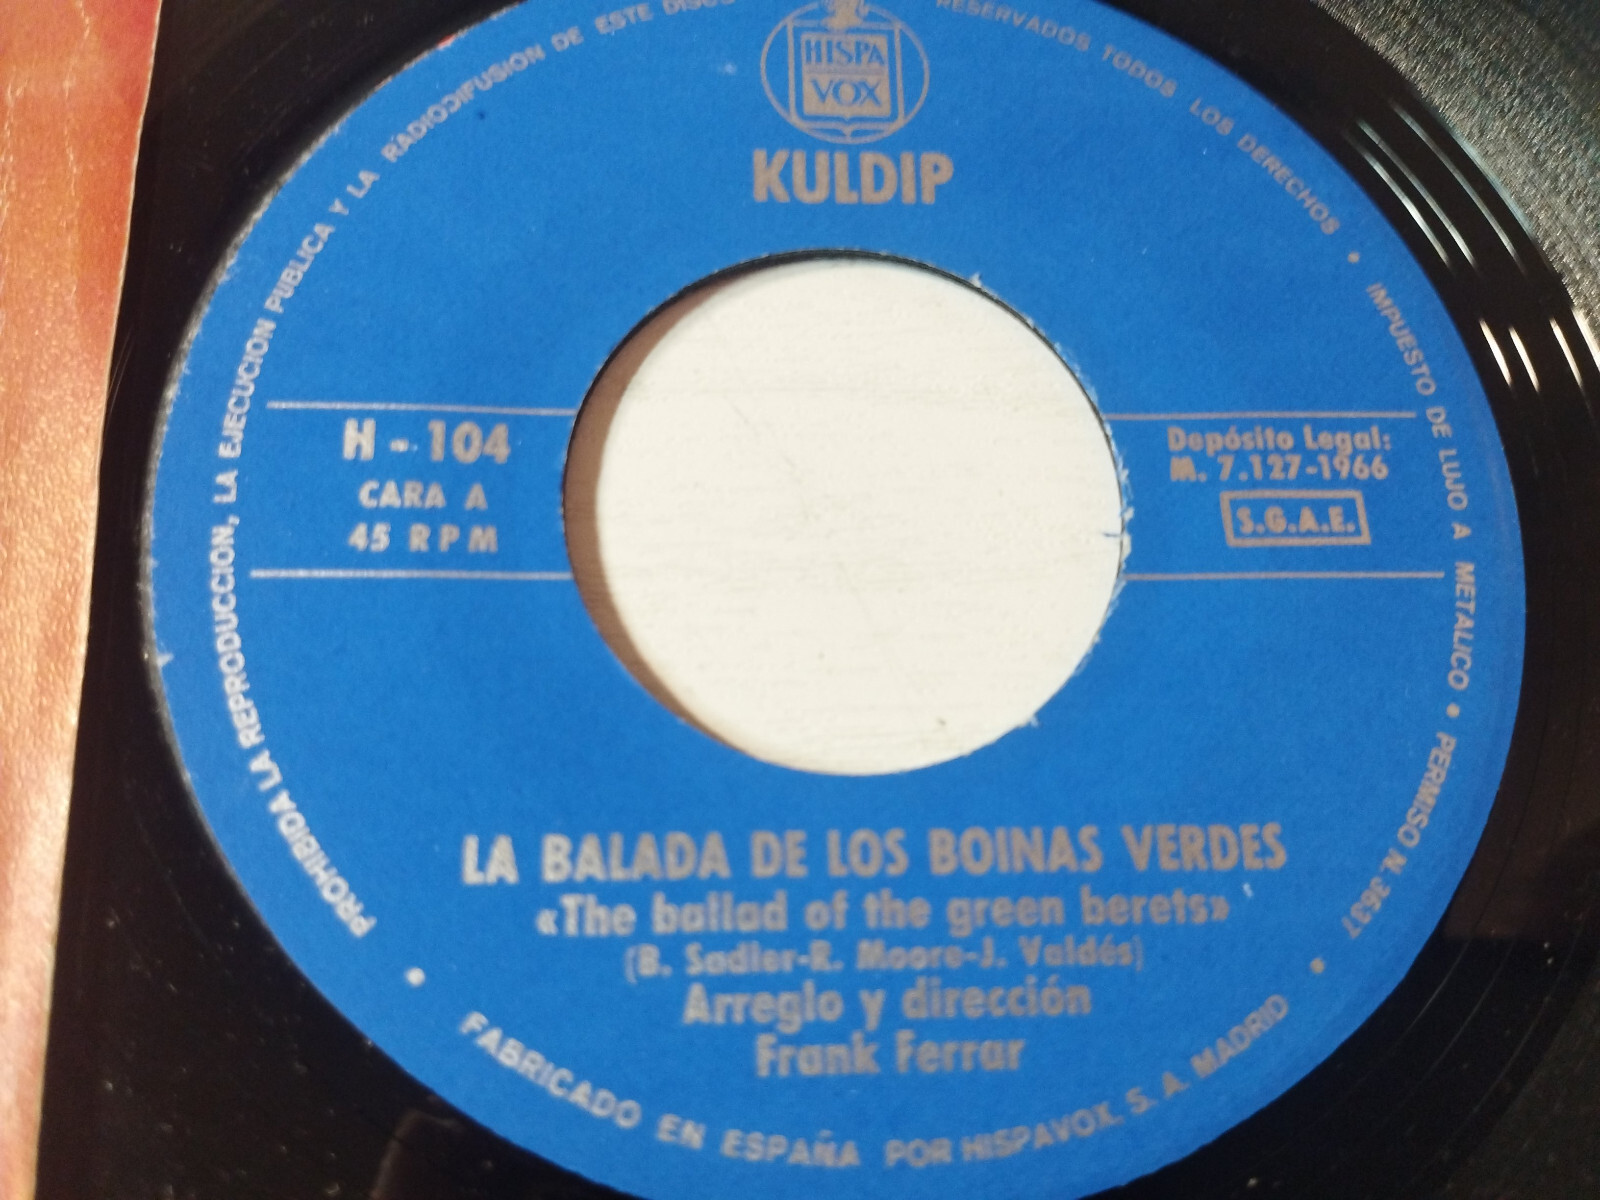 HISPA
VOX
KULDIP
H - 104
CARA A
45 RPM
Depósito Legal:
M. 7.127-1966
S.G.A.E.
LA BALADA DE LOS BOINAS VERDES
«The ballad of the green berets»
(B. Sadler-R. Moore-J. Valdés)
Arreglo y dirección
Frank Ferrar
PROHIBIDA LA REPRODUCCION, LA EJECUCION PUBLICA Y LA RADIODIFUSION DE ESTE DISCO
RESERVADOS TODOS LOS DERECHOS • IMPUESTO DE LUJO A METALICO • PERMISO N. 3637
• FABRICADO EN ESPAÑA POR HISPAVOX, S. A. MADRID •